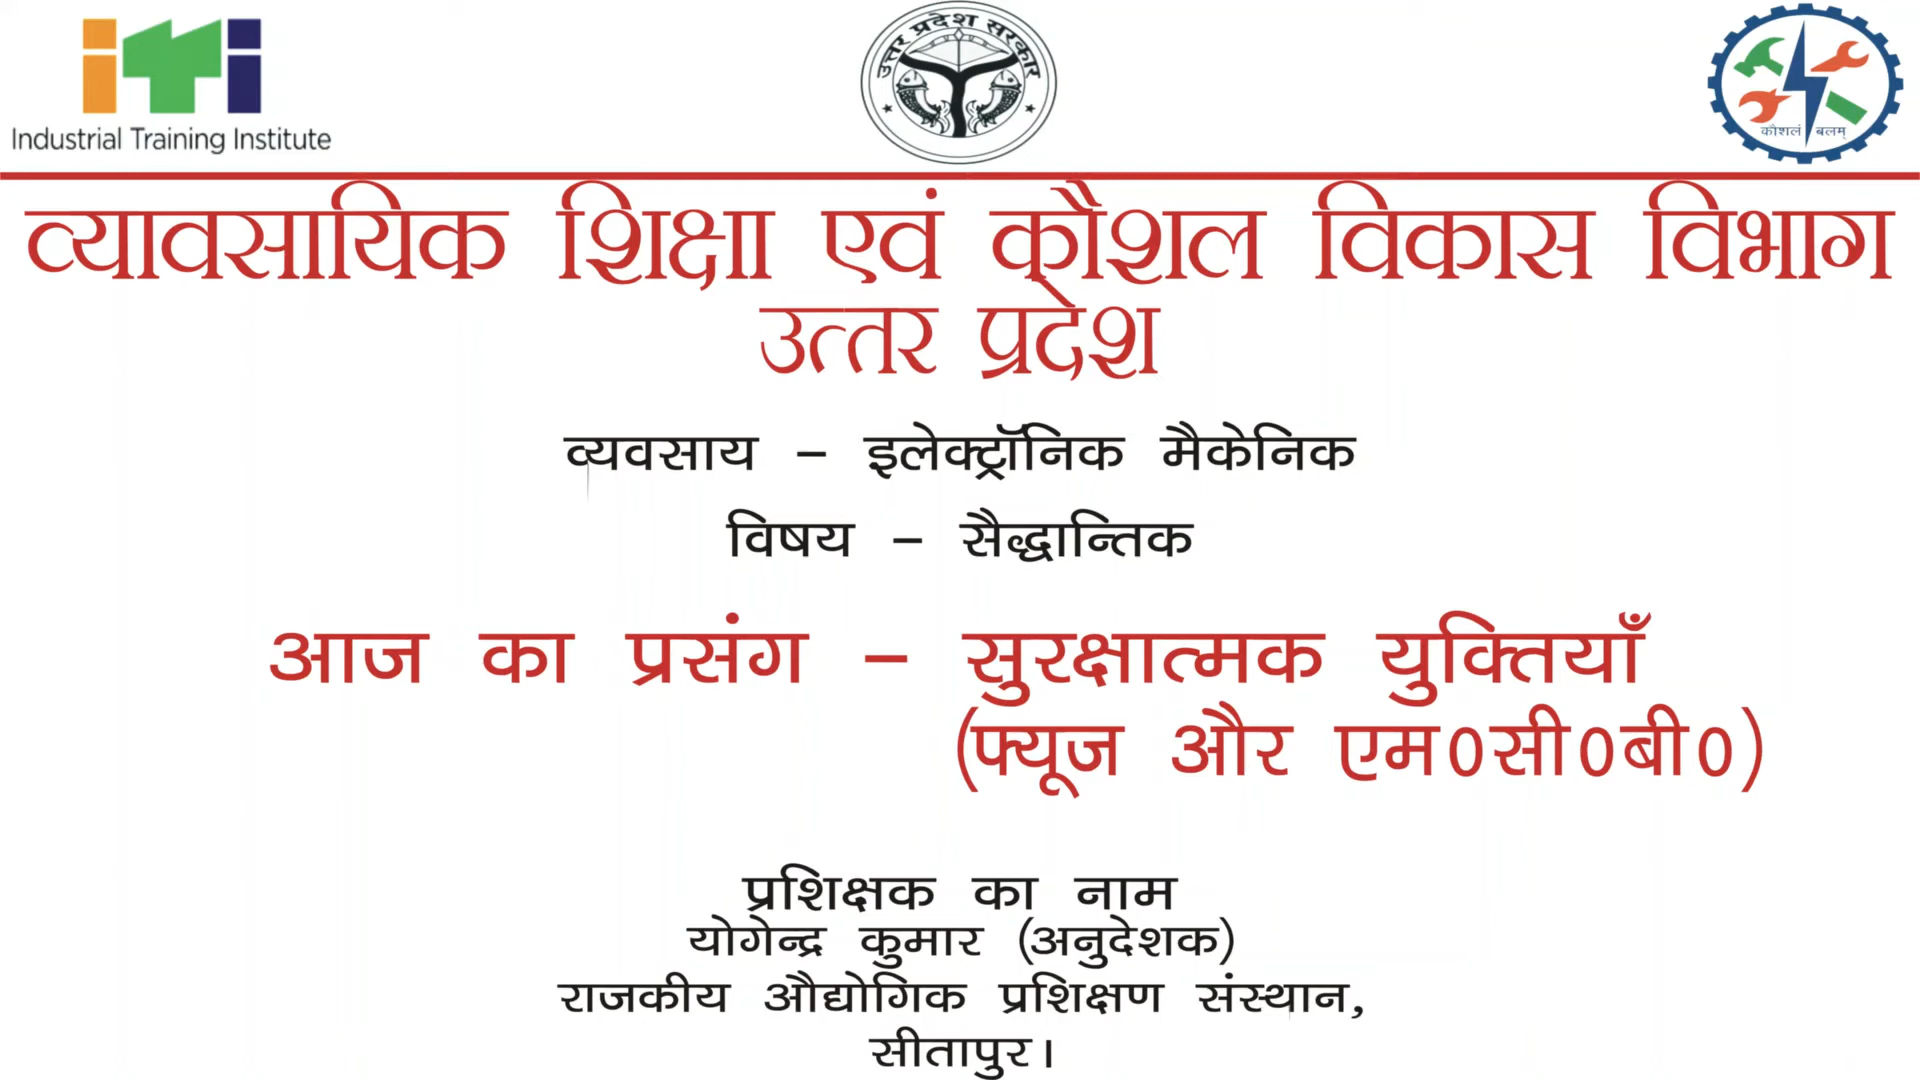 Industrial Training Institute
उत्तर प्रदेश सरकार
कौशलं बलम्
व्यावसायिक शिक्षा एवं कौशल विकास विभाग
उत्तर प्रदेश
व्यवसाय – इलेक्ट्रॉनिक मैकेनिक
विषय – सैद्धान्तिक
आज का प्रसंग – सुरक्षात्मक युक्तियाँ
(फ्यूज और एम0सी0बी0)
प्रशिक्षक का नाम
योगेन्द्र कुमार (अनुदेशक)
राजकीय औद्योगिक प्रशिक्षण संस्थान,
सीतापुर।